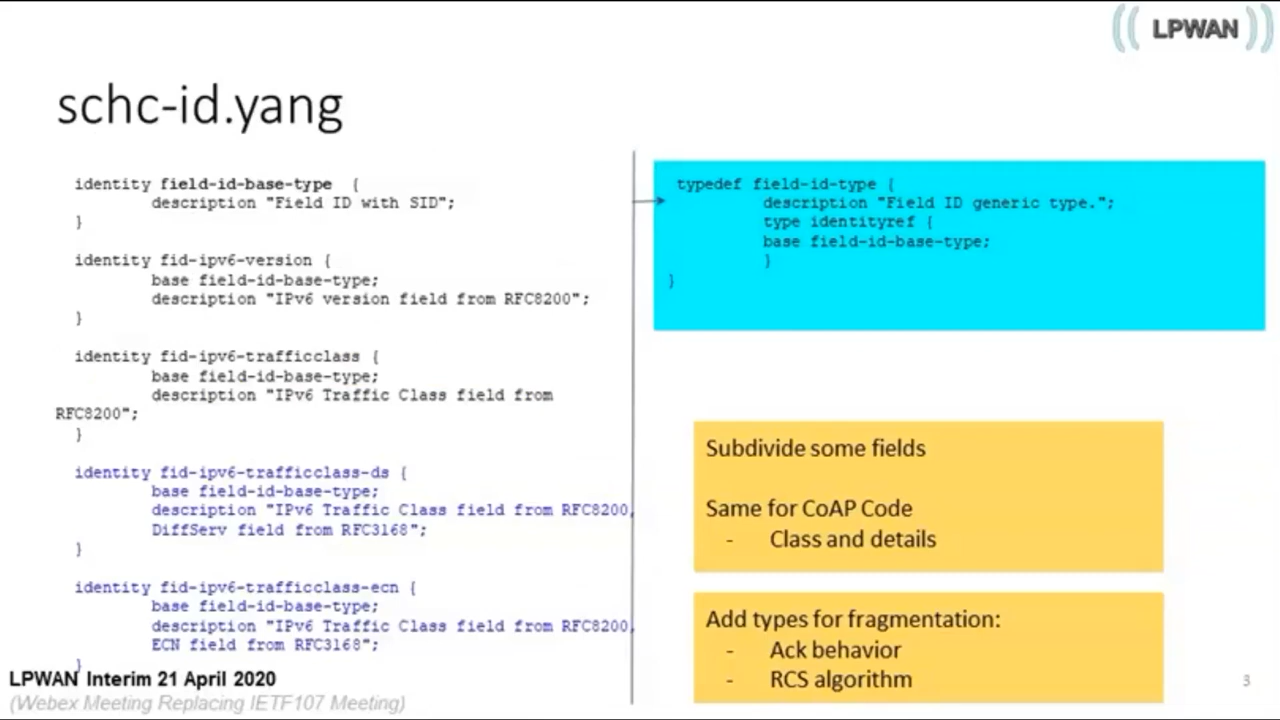 LPWAN
schc-id.yang
identity field-id-base-type {
description "Field ID with SID";
}
identity fid-ipv6-version {
base field-id-base-type;
description "IPv6 version field from RFC8200";
}
identity fid-ipv6-trafficclass {
base field-id-base-type;
description "IPv6 Traffic Class field from
RFC8200";
}
identity fid-ipv6-trafficclass-ds {
base field-id-base-type;
description "IPv6 Traffic Class field from RFC8200,
DiffServ field from RFC3168";
}
identity fid-ipv6-trafficclass-ecn {
base field-id-base-type;
description "IPv6 Traffic Class field from RFC8200,
ECN field from RFC3168";
}
typedef field-id-type {
description "Field ID generic type.";
type identityref {
base field-id-base-type;
}
}
Subdivide some fields
Same for CoAP Code
- Class and details
Add types for fragmentation:
- Ack behavior
- RCS algorithm
LPWAN Interim 21 April 2020
(Webex Meeting Replacing IETF107 Meeting)
3